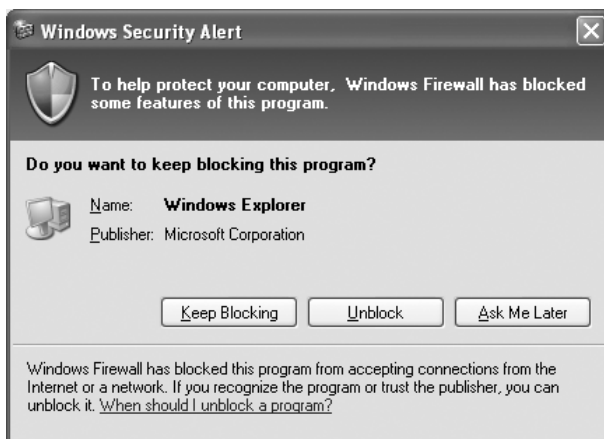 Windows Security Alert
To help protect your computer, Windows Firewall has blocked
some features of this program.
Do you want to keep blocking this program?
Name: Windows Explorer
Publisher: Microsoft Corporation
Keep Blocking Unblock Ask Me Later
Windows Firewall has blocked this program from accepting connections from the
Internet or a network. If you recognize the program or trust the publisher, you can
unblock it. When should I unblock a program?